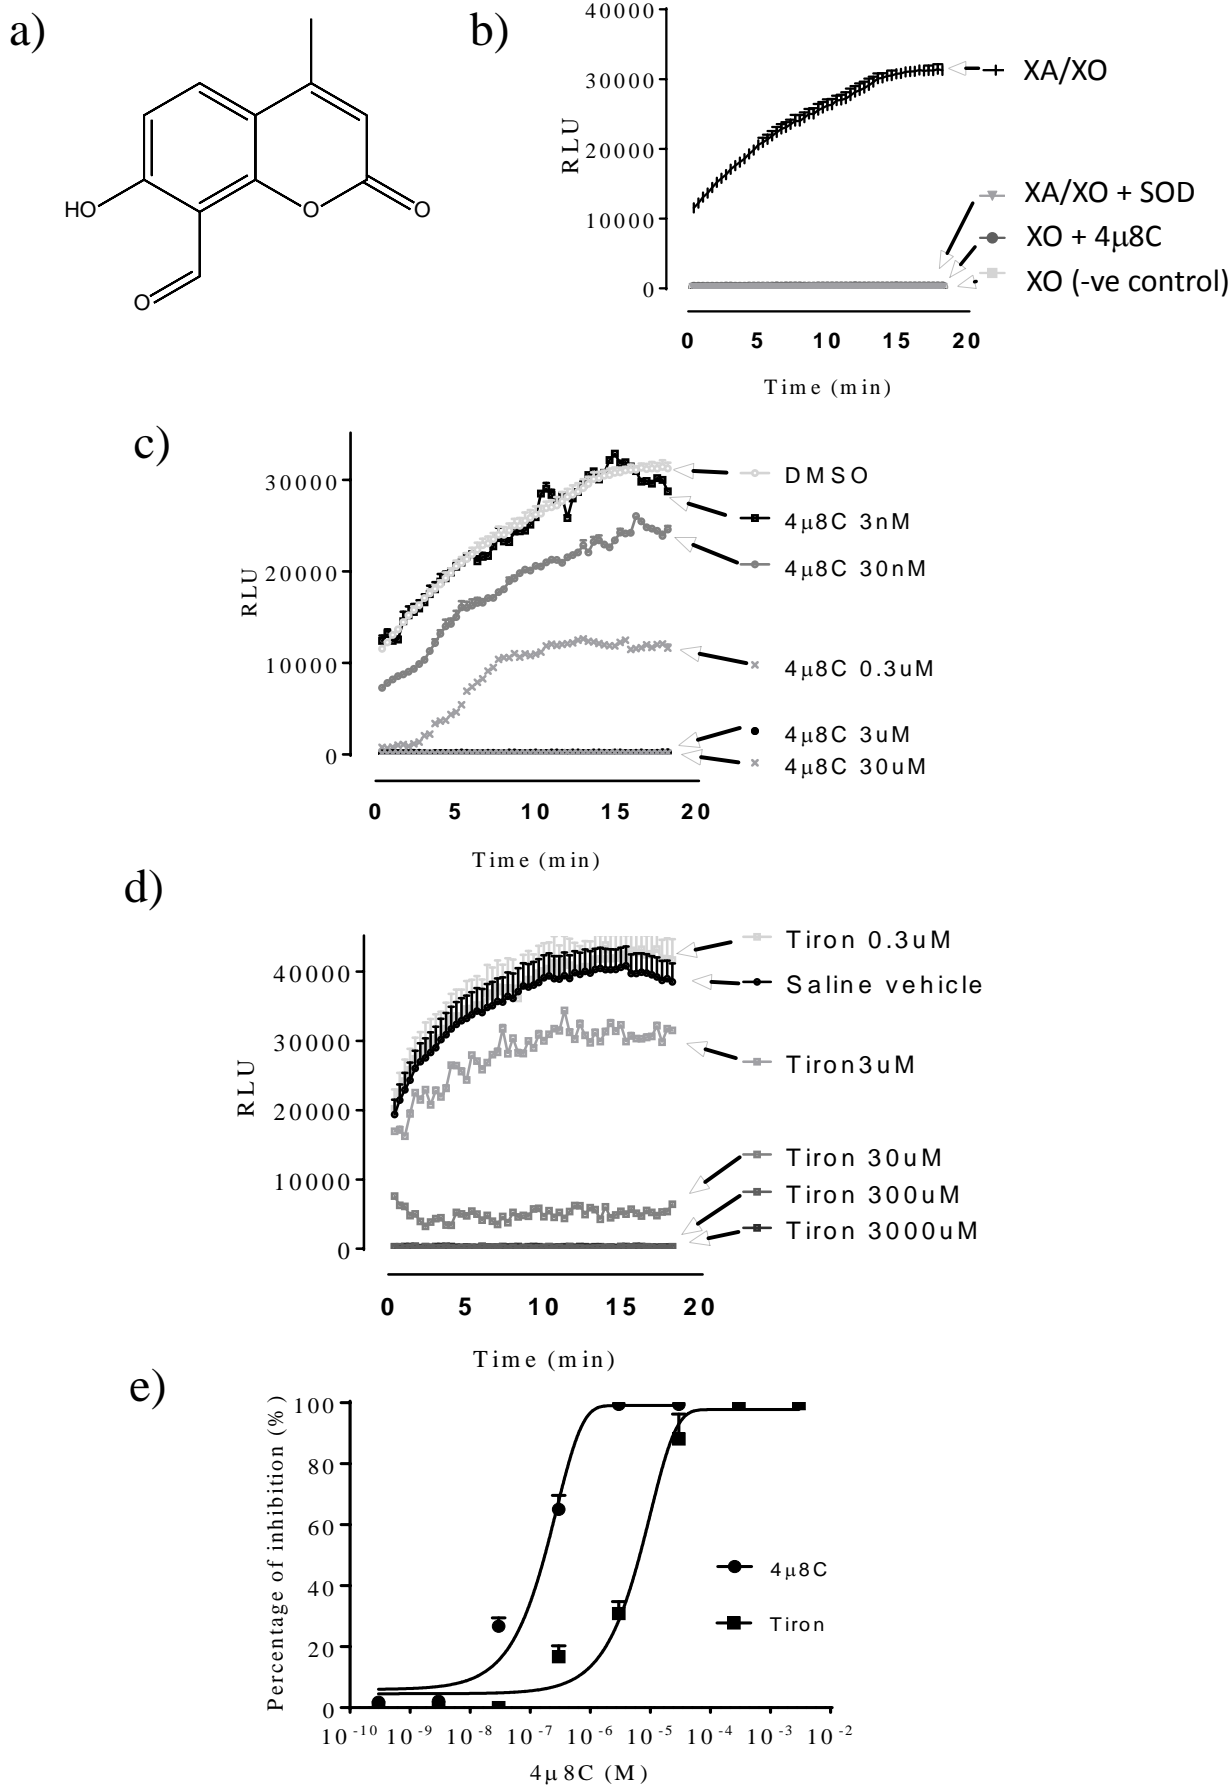 a)
HO
O
O
O
b)
40000
30000
20000
10000
0
RLU
0 5 10 15 20
Time (min)
XA/XO
XA/XO + SOD
XO + 4μ8C
XO (-ve control)
c)
30000
20000
10000
0
RLU
0 5 10 15 20
Time (min)
DMSO
4μ8C 3nM
4μ8C 30nM
4μ8C 0.3uM
4μ8C 3uM
4μ8C 30uM
d)
40000
30000
20000
10000
0
RLU
0 5 10 15 20
Time (min)
Tiron 0.3uM
Saline vehicle
Tiron3uM
Tiron 30uM
Tiron 300uM
Tiron 3000uM
e)
100
80
60
40
20
0
Percentage of inhibition (%)
10⁻¹⁰ 10⁻⁹ 10⁻⁸ 10⁻⁷ 10⁻⁶ 10⁻⁵ 10⁻⁴ 10⁻³ 10⁻²
4μ8C (M)
4μ8C
Tiron